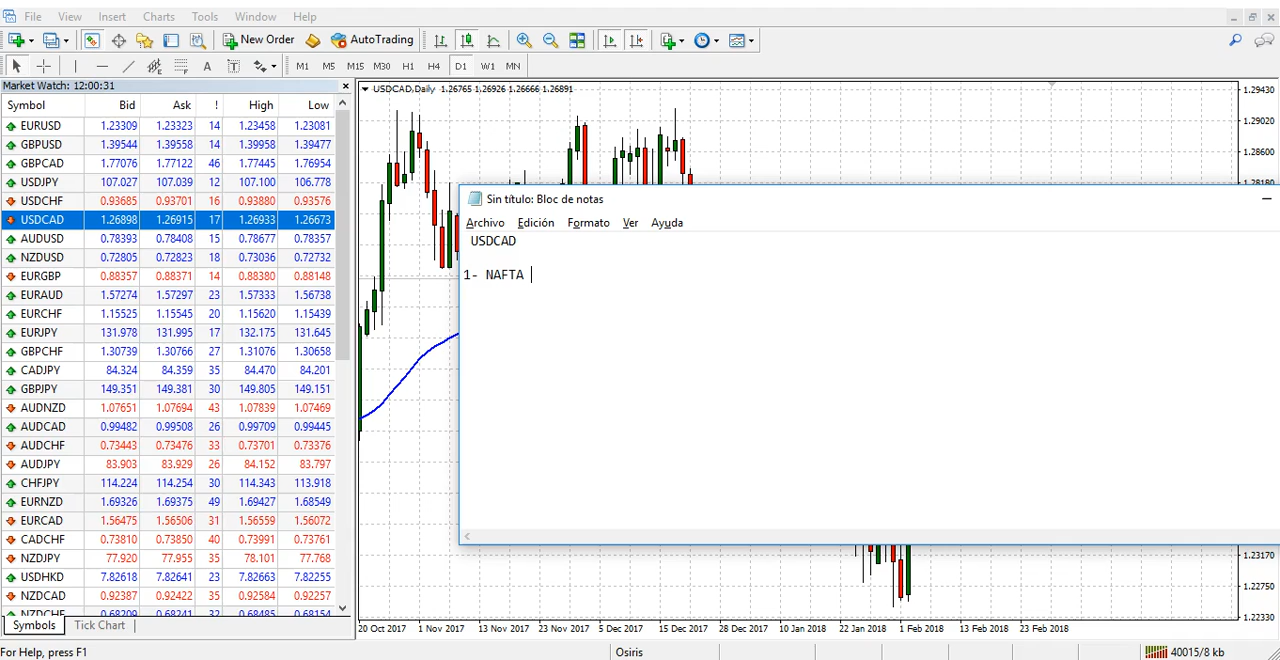 File View Insert Charts Tools Window Help
New Order AutoTrading
A T M1 M5 M15 M30 H1 H4 D1 W1 MN
Market Watch: 12:00:31
Symbol Bid Ask ! High Low
EURUSD 1.23309 1.23323 14 1.23458 1.23081
GBPUSD 1.39544 1.39558 14 1.39958 1.39477
GBPCAD 1.77076 1.77122 46 1.77445 1.76954
USDJPY 107.027 107.039 12 107.100 106.778
USDCHF 0.93685 0.93701 16 0.93880 0.93576
USDCAD 1.26898 1.26915 17 1.26933 1.26673
AUDUSD 0.78393 0.78408 15 0.78677 0.78357
NZDUSD 0.72805 0.72823 18 0.73036 0.72732
EURGBP 0.88357 0.88371 14 0.88380 0.88148
EURAUD 1.57274 1.57297 23 1.57333 1.56738
EURCHF 1.15525 1.15545 20 1.15620 1.15439
EURJPY 131.978 131.995 17 132.175 131.645
GBPCHF 1.30739 1.30766 27 1.31076 1.30658
CADJPY 84.324 84.359 35 84.470 84.201
GBPJPY 149.351 149.381 30 149.805 149.151
AUDNZD 1.07651 1.07694 43 1.07839 1.07469
AUDCAD 0.99482 0.99508 26 0.99709 0.99445
AUDCHF 0.73443 0.73476 33 0.73701 0.73376
AUDJPY 83.903 83.929 26 84.152 83.797
CHFJPY 114.224 114.254 30 114.343 113.918
EURNZD 1.69326 1.69375 49 1.69427 1.68549
EURCAD 1.56475 1.56506 31 1.56559 1.56072
CADCHF 0.73810 0.73850 40 0.73991 0.73761
NZDJPY 77.920 77.955 35 78.101 77.768
USDHKD 7.82618 7.82641 23 7.82663 7.82255
NZDCAD 0.92387 0.92422 35 0.92584 0.92257
NZDCHF 0.68209 0.68241 32 0.68485 0.68154
Symbols Tick Chart
USDCAD,Daily 1.26765 1.26926 1.26666 1.26891
1.29430
1.29020
1.28600
1.28180
Sin título: Bloc de notas
Archivo Edición Formato Ver Ayuda
USDCAD
1- NAFTA
1.23170
1.22750
1.22330
20 Oct 2017 1 Nov 2017 13 Nov 2017 23 Nov 2017 5 Dec 2017 15 Dec 2017 28 Dec 2017 10 Jan 2018 22 Jan 2018 1 Feb 2018 13 Feb 2018 23 Feb 2018
For Help, press F1 Osiris 40015/8 kb